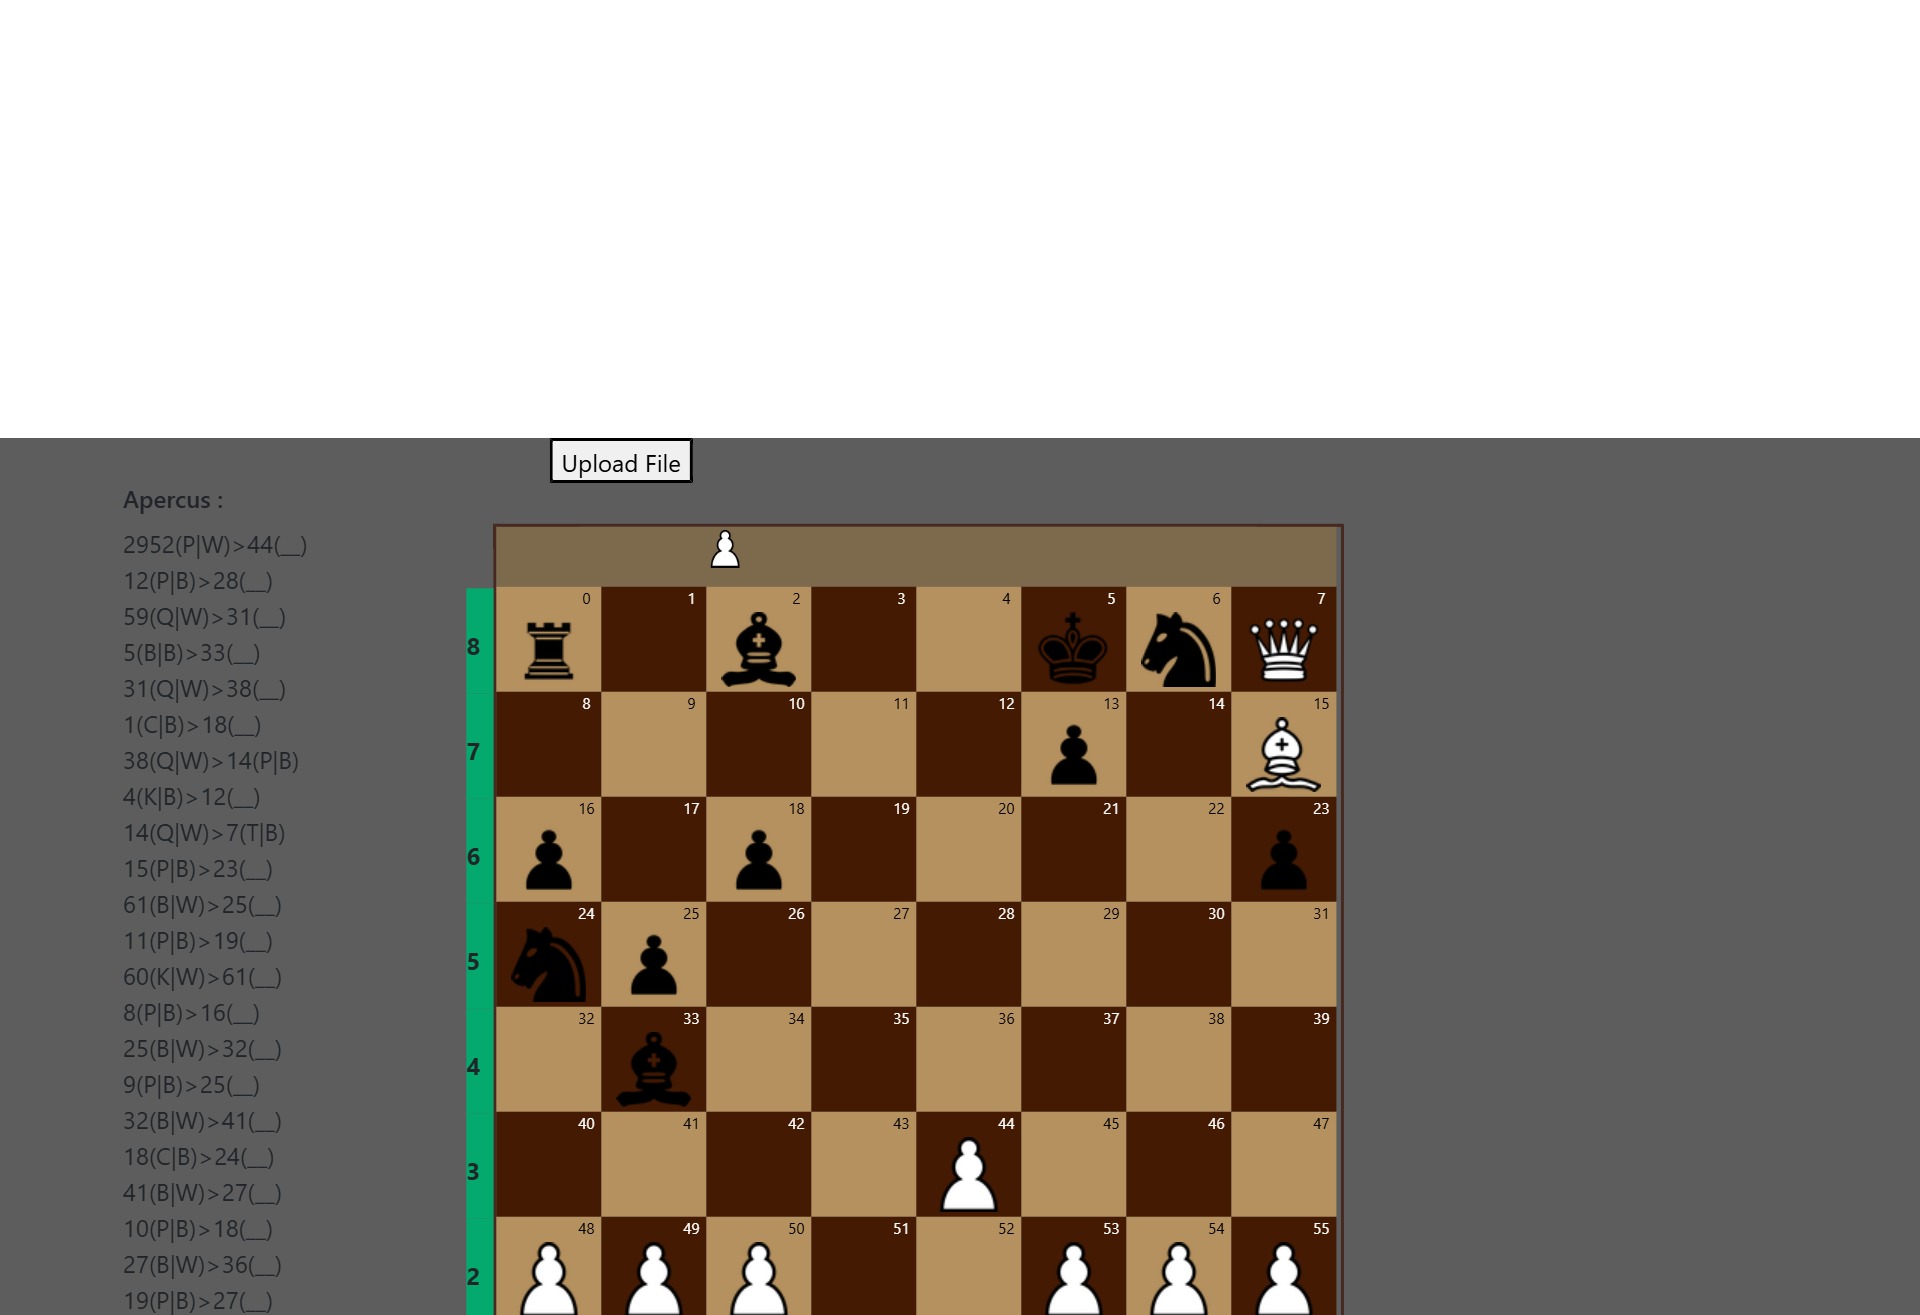 Upload File
Apercus :
2952(P|W)>44(__)
12(P|B)>28(__)
59(Q|W)>31(__)
5(B|B)>33(__)
31(Q|W)>38(__)
1(C|B)>18(__)
38(Q|W)>14(P|B)
4(K|B)>12(__)
14(Q|W)>7(T|B)
15(P|B)>23(__)
61(B|W)>25(__)
11(P|B)>19(__)
60(K|W)>61(__)
8(P|B)>16(__)
25(B|W)>32(__)
9(P|B)>25(__)
32(B|W)>41(__)
18(C|B)>24(__)
41(B|W)>27(__)
10(P|B)>18(__)
27(B|W)>36(__)
19(P|B)>27(__)
0 1 2 3 4 5 6 7
8
8 9 10 11 12 13 14 15
7
16 17 18 19 20 21 22 23
6
24 25 26 27 28 29 30 31
5
32 33 34 35 36 37 38 39
4
40 41 42 43 44 45 46 47
3
48 49 50 51 52 53 54 55
2